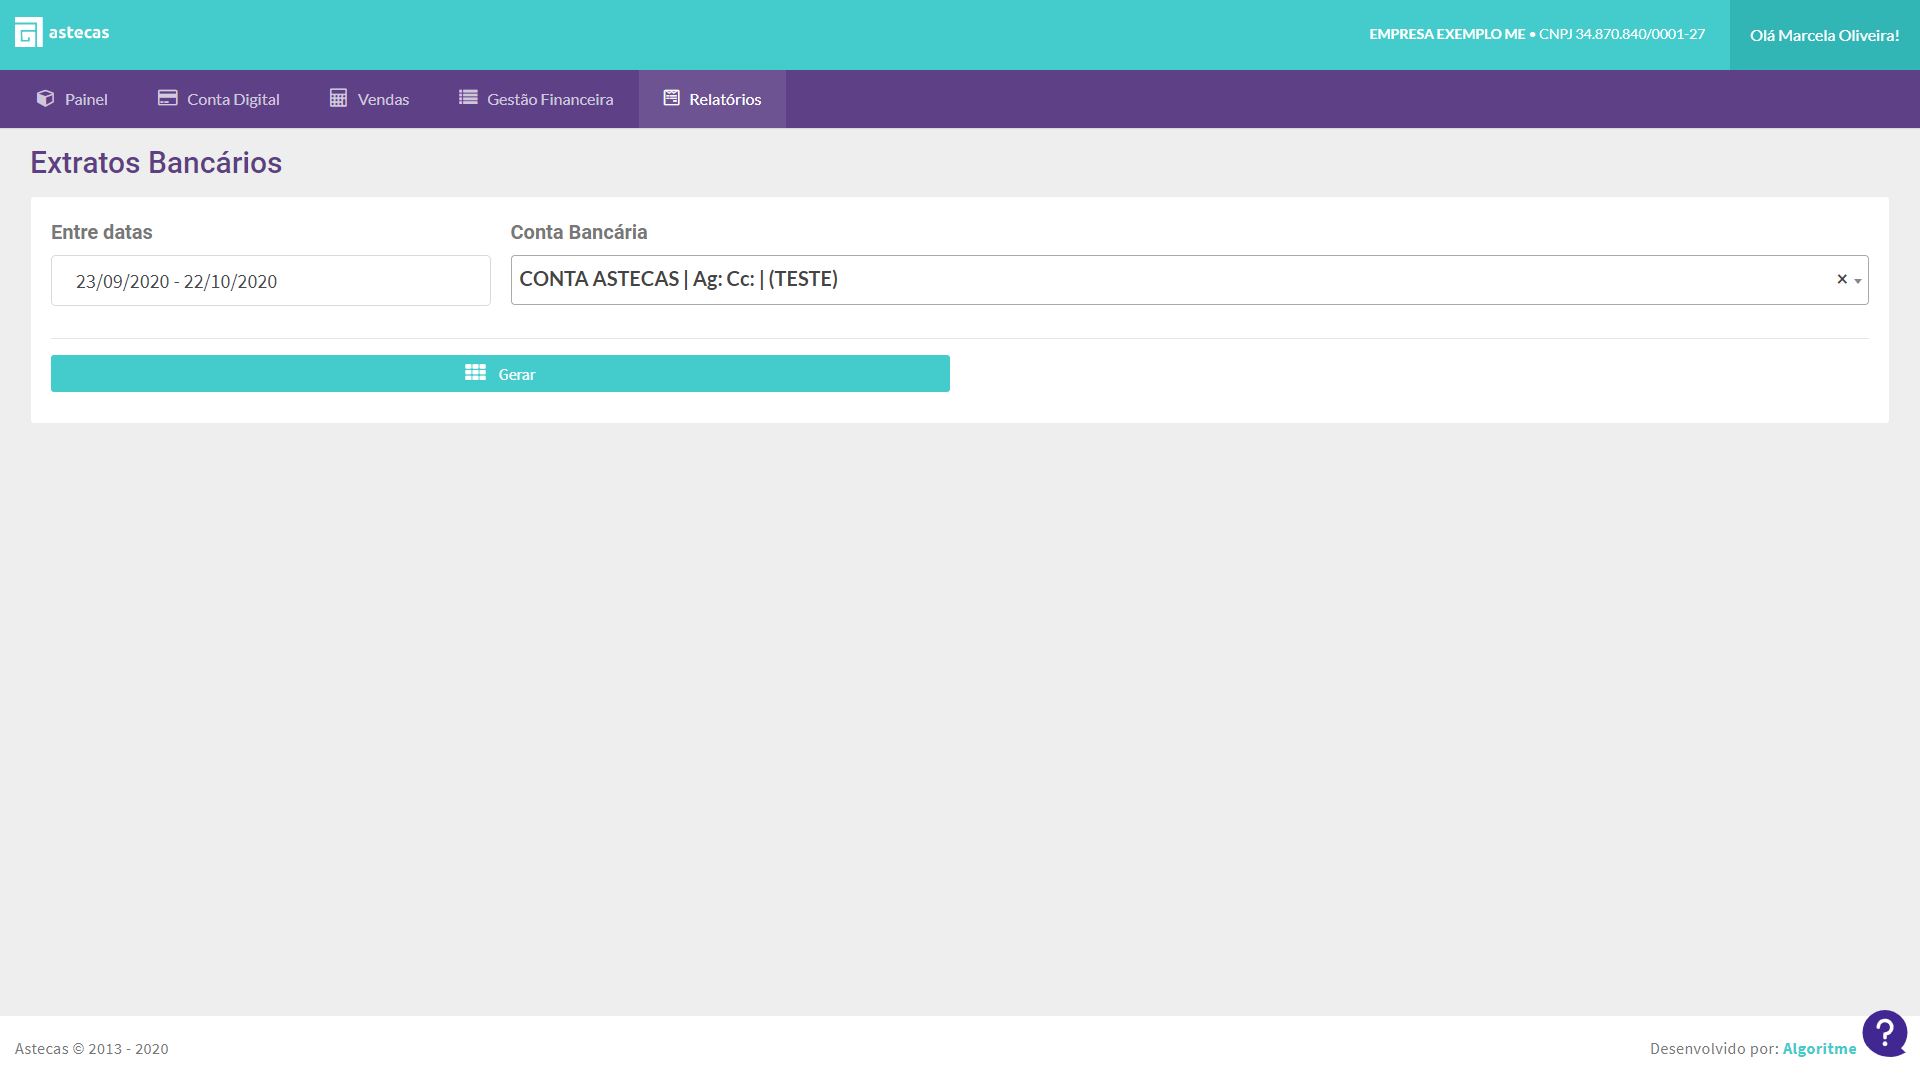 astecas
EMPRESA EXEMPLO ME • CNPJ 34.870.840/0001-27
Olá Marcela Oliveira!
Painel
Conta Digital
Vendas
Gestão Financeira
Relatórios
Extratos Bancários
Entre datas
Conta Bancária
23/09/2020 - 22/10/2020
CONTA ASTECAS | Ag: Cc: | (TESTE)
×
Gerar
Astecas © 2013 - 2020
Desenvolvido por: Algoritme
?